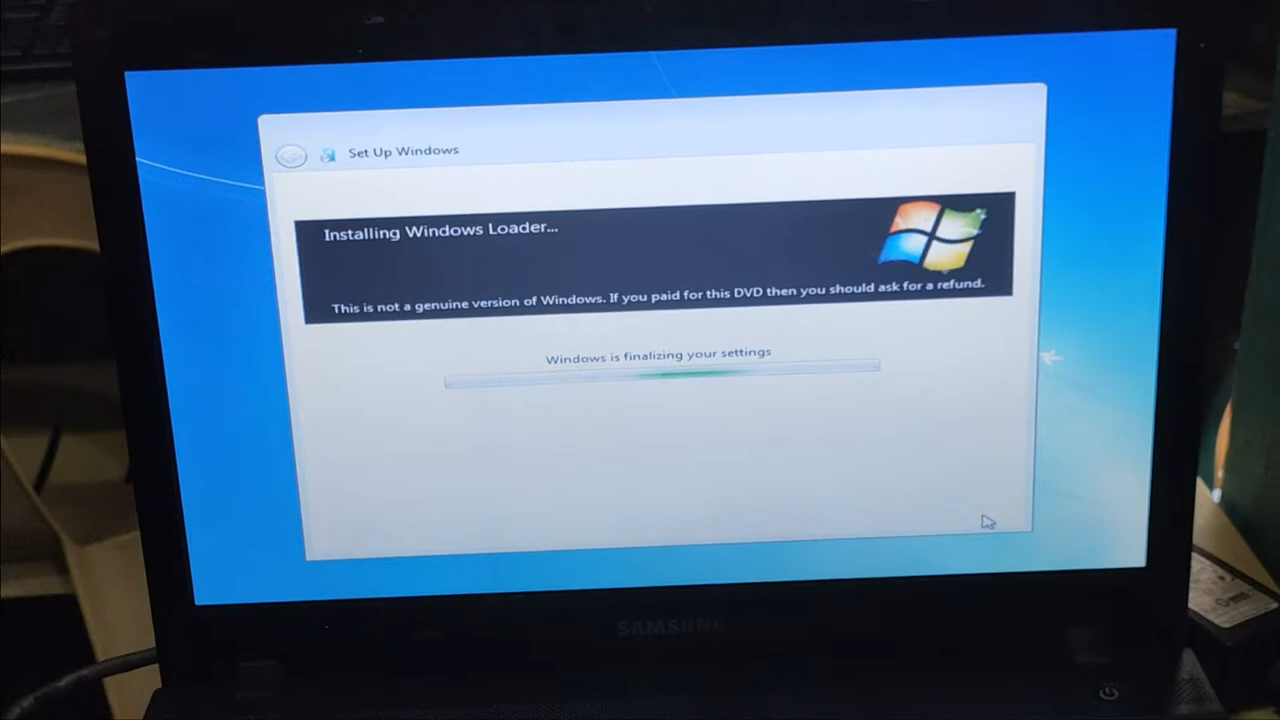 Set Up Windows
Installing Windows Loader...
This is not a genuine version of Windows. If you paid for this DVD then you should ask for a refund.
Windows is finalizing your settings
SAMSUNG